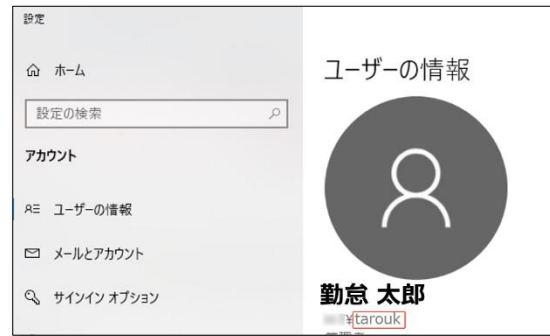 設定
ホーム
設定の検索
アカウント
ユーザーの情報
メールとアカウント
サインイン オプション
ユーザーの情報
勤怠 太郎
¥tarouk